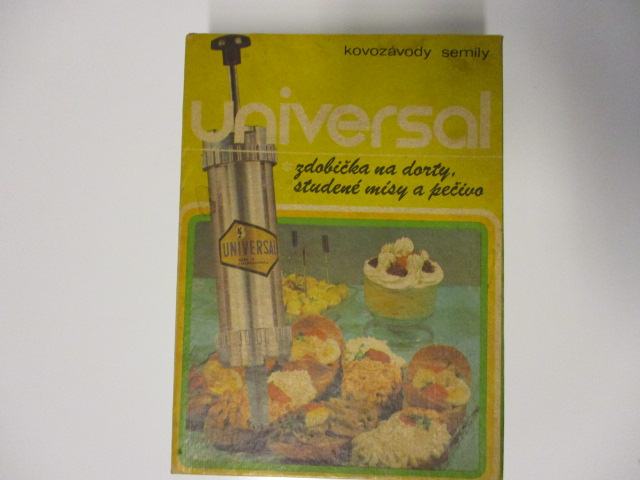 kovozávody semily
universal
zdobička na dorty,
studené mísy a pečivo
UNIVERSAL